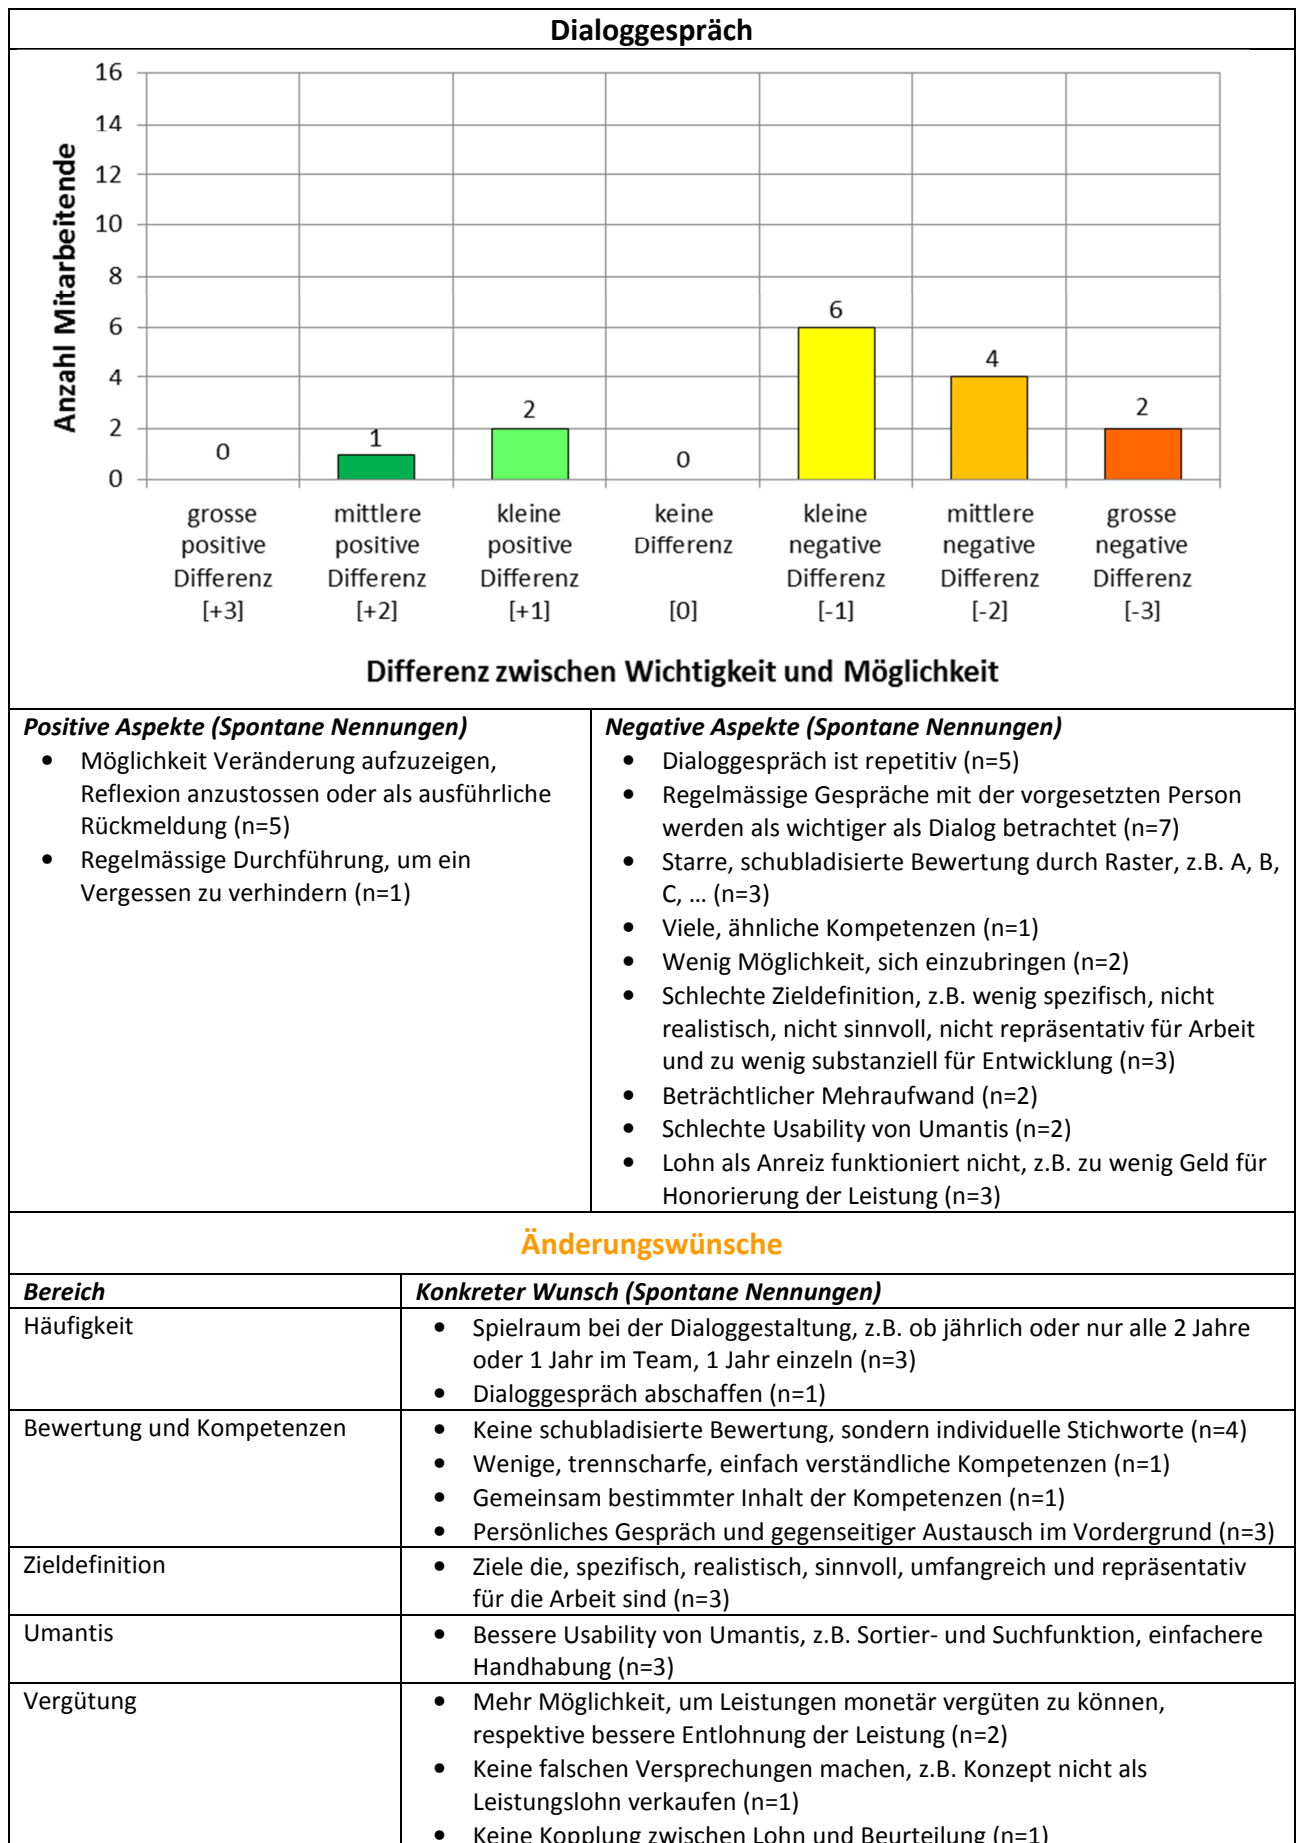 Dialoggespräch
Anzahl Mitarbeitende
16
14
12
10
8
6
4
2
0
0
1
2
0
6
4
2
grosse positive Differenz [+3]
mittlere positive Differenz [+2]
kleine positive Differenz [+1]
keine Differenz [0]
kleine negative Differenz [-1]
mittlere negative Differenz [-2]
grosse negative Differenz [-3]
Differenz zwischen Wichtigkeit und Möglichkeit
Positive Aspekte (Spontane Nennungen)
• Möglichkeit Veränderung aufzuzeigen,
Reflexion anzustossen oder als ausführliche
Rückmeldung (n=5)
• Regelmässige Durchführung, um ein
Vergessen zu verhindern (n=1)
Negative Aspekte (Spontane Nennungen)
• Dialoggespräch ist repetitiv (n=5)
• Regelmässige Gespräche mit der vorgesetzten Person
werden als wichtiger als Dialog betrachtet (n=7)
• Starre, schubladisierte Bewertung durch Raster, z.B. A, B,
C, … (n=3)
• Viele, ähnliche Kompetenzen (n=1)
• Wenig Möglichkeit, sich einzubringen (n=2)
• Schlechte Zieldefinition, z.B. wenig spezifisch, nicht
realistisch, nicht sinnvoll, nicht repräsentativ für Arbeit
und zu wenig substanziell für Entwicklung (n=3)
• Beträchtlicher Mehraufwand (n=2)
• Schlechte Usability von Umantis (n=2)
• Lohn als Anreiz funktioniert nicht, z.B. zu wenig Geld für
Honorierung der Leistung (n=3)
Änderungswünsche
Bereich
Konkreter Wunsch (Spontane Nennungen)
Häufigkeit
• Spielraum bei der Dialoggestaltung, z.B. ob jährlich oder nur alle 2 Jahre
oder 1 Jahr im Team, 1 Jahr einzeln (n=3)
• Dialoggespräch abschaffen (n=1)
Bewertung und Kompetenzen
• Keine schubladisierte Bewertung, sondern individuelle Stichworte (n=4)
• Wenige, trennscharfe, einfach verständliche Kompetenzen (n=1)
• Gemeinsam bestimmter Inhalt der Kompetenzen (n=1)
• Persönliches Gespräch und gegenseitiger Austausch im Vordergrund (n=3)
Zieldefinition
• Ziele die, spezifisch, realistisch, sinnvoll, umfangreich und repräsentativ
für die Arbeit sind (n=3)
Umantis
• Bessere Usability von Umantis, z.B. Sortier- und Suchfunktion, einfachere
Handhabung (n=3)
Vergütung
• Mehr Möglichkeit, um Leistungen monetär vergüten zu können,
respektive bessere Entlohnung der Leistung (n=2)
• Keine falschen Versprechungen machen, z.B. Konzept nicht als
Leistungslohn verkaufen (n=1)
• Keine Kopplung zwischen Lohn und Beurteilung (n=1)